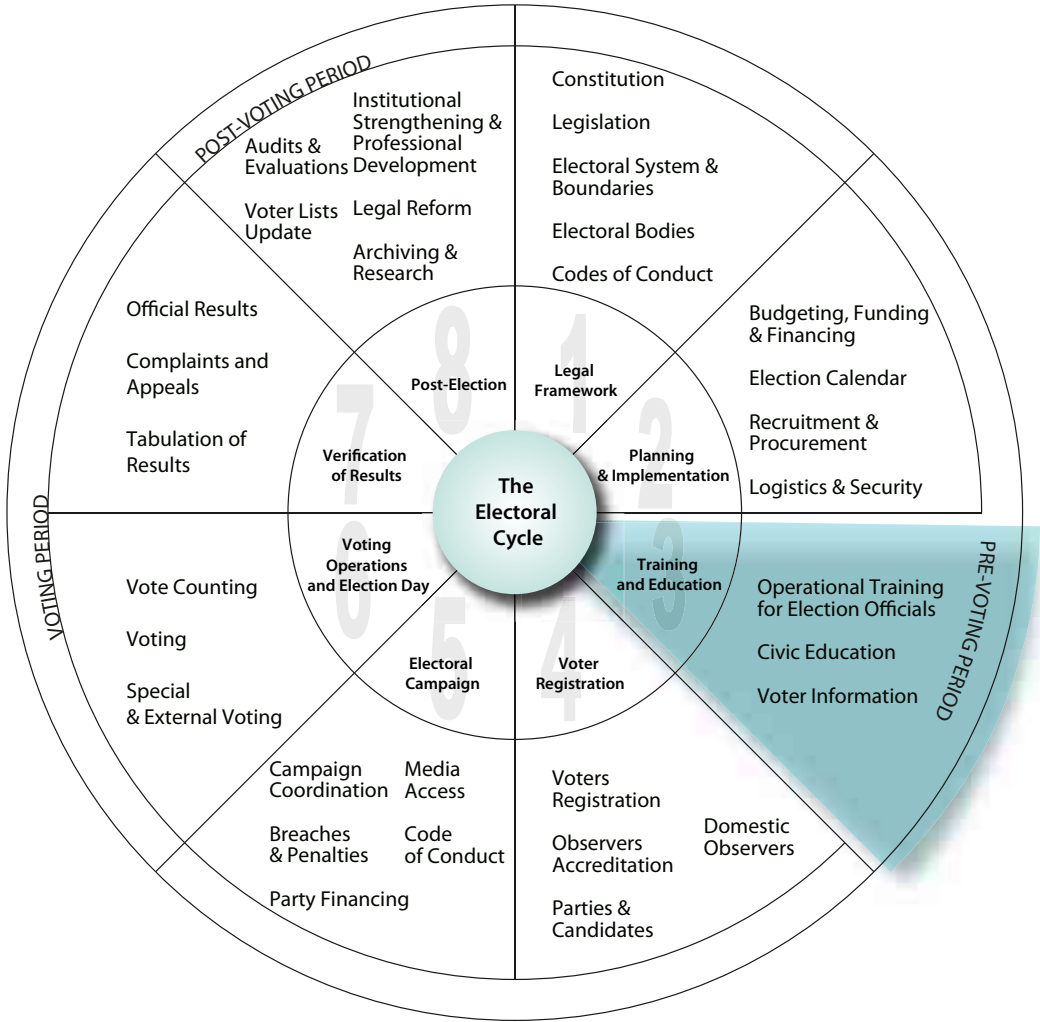 The
Electoral
Cycle
PRE-VOTING PERIOD
VOTING PERIOD
POST-VOTING PERIOD
1
Legal
Framework
Constitution
Legislation
Electoral System &
Boundaries
Electoral Bodies
Codes of Conduct
2
Planning
& Implementation
Budgeting, Funding
& Financing
Election Calendar
Recruitment &
Procurement
Logistics & Security
3
Training
and Education
Operational Training
for Election Officials
Civic Education
Voter Information
4
Voter
Registration
Voters
Registration
Observers
Accreditation
Parties &
Candidates
Domestic
Observers
5
Electoral
Campaign
Campaign
Coordination
Breaches
& Penalties
Party Financing
Media
Access
Code
of Conduct
6
Voting
Operations
and Election Day
Vote Counting
Voting
Special
& External Voting
7
Verification
of Results
Official Results
Complaints and
Appeals
Tabulation of
Results
8
Post-Election
Audits &
Evaluations
Voter Lists
Update
Institutional
Strengthening &
Professional
Development
Legal Reform
Archiving &
Research